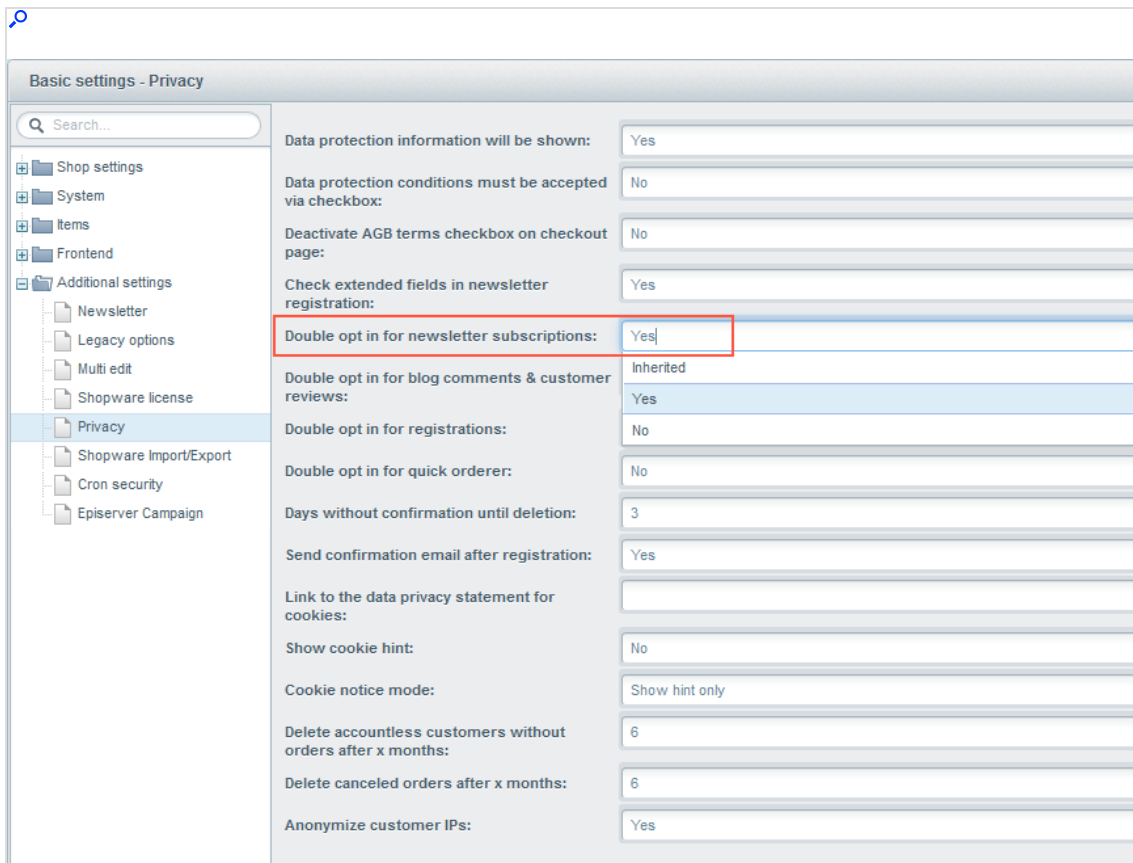 Basic settings - Privacy
Search...
Shop settings
System
Items
Frontend
Additional settings
Newsletter
Legacy options
Multi edit
Shopware license
Privacy
Shopware Import/Export
Cron security
Episerver Campaign
Data protection information will be shown: Yes
Data protection conditions must be accepted
via checkbox: No
Deactivate AGB terms checkbox on checkout
page: No
Check extended fields in newsletter
registration: Yes
Double opt in for newsletter subscriptions: Yes
Inherited
Yes
No
Double opt in for blog comments & customer
reviews:
Double opt in for registrations:
Double opt in for quick orderer: No
Days without confirmation until deletion: 3
Send confirmation email after registration: Yes
Link to the data privacy statement for
cookies:
Show cookie hint: No
Cookie notice mode: Show hint only
Delete accountless customers without
orders after x months: 6
Delete canceled orders after x months: 6
Anonymize customer IPs: Yes